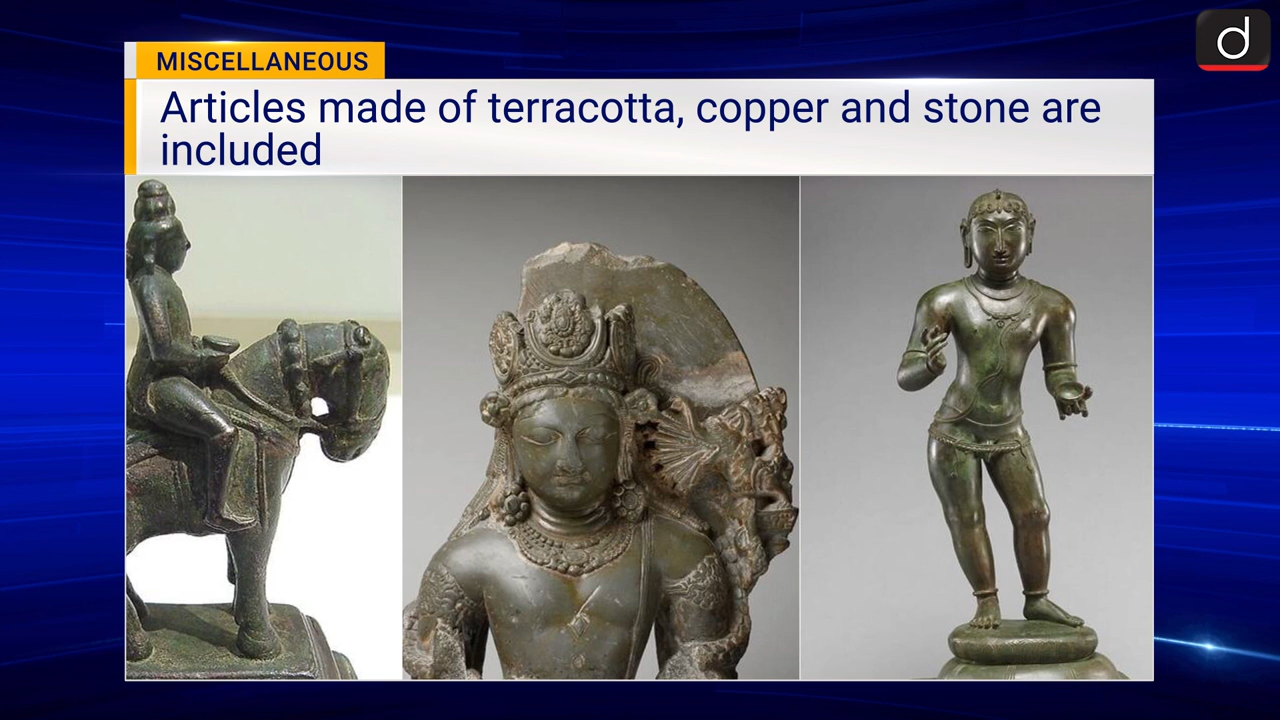 d
MISCELLANEOUS
Articles made of terracotta, copper and stone are
included